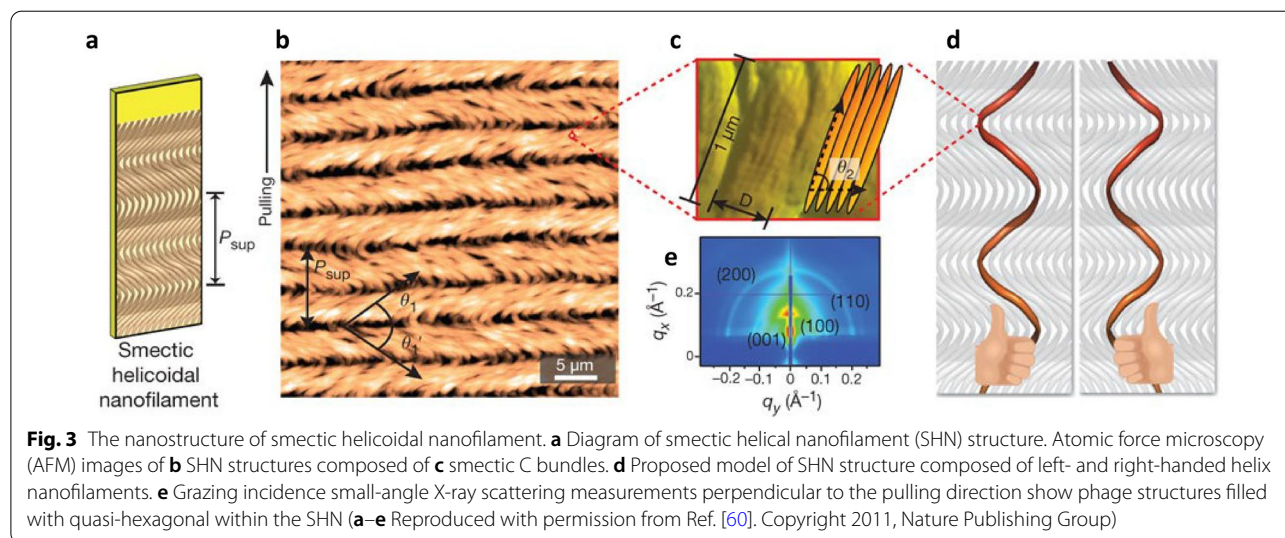 a
b
c
d
Pulling
P sup
Smectic
helicoidal
nanofilament
P sup
θ1
θ1'
5 μm
1 μm
D
θ2
e
(200)
(110)
(001)
(100)
qx (Å−1)
0.2
0
−0.2 −0.1 0 0.1 0.2
qy (Å−1)
Fig. 3 The nanostructure of smectic helicoidal nanofilament. a Diagram of smectic helical nanofilament (SHN) structure. Atomic force microscopy
(AFM) images of b SHN structures composed of c smectic C bundles. d Proposed model of SHN structure composed of left- and right-handed helix
nanofilaments. e Grazing incidence small-angle X-ray scattering measurements perpendicular to the pulling direction show phage structures filled
with quasi-hexagonal within the SHN (a–e Reproduced with permission from Ref. [60]. Copyright 2011, Nature Publishing Group)